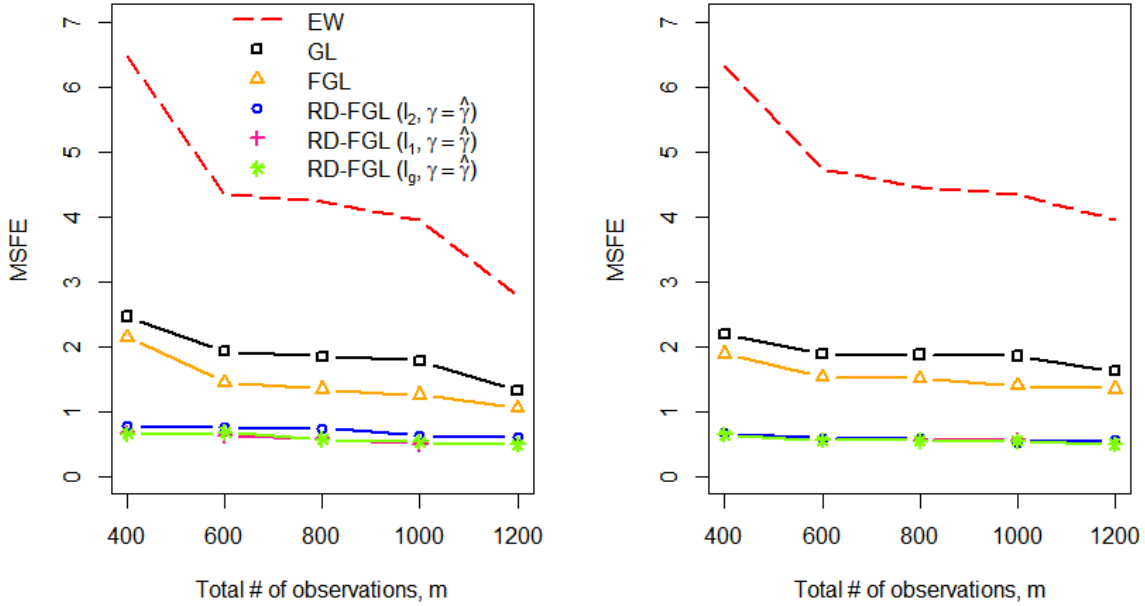 EW
GL
FGL
RD-FGL (l₂, γ = γ̂)
RD-FGL (l₁, γ = γ̂)
RD-FGL (l_g, γ = γ̂)
MSFE
7
6
5
4
3
2
1
0
400 600 800 1000 1200
Total # of observations, m
MSFE
7
6
5
4
3
2
1
0
400 600 800 1000 1200
Total # of observations, m